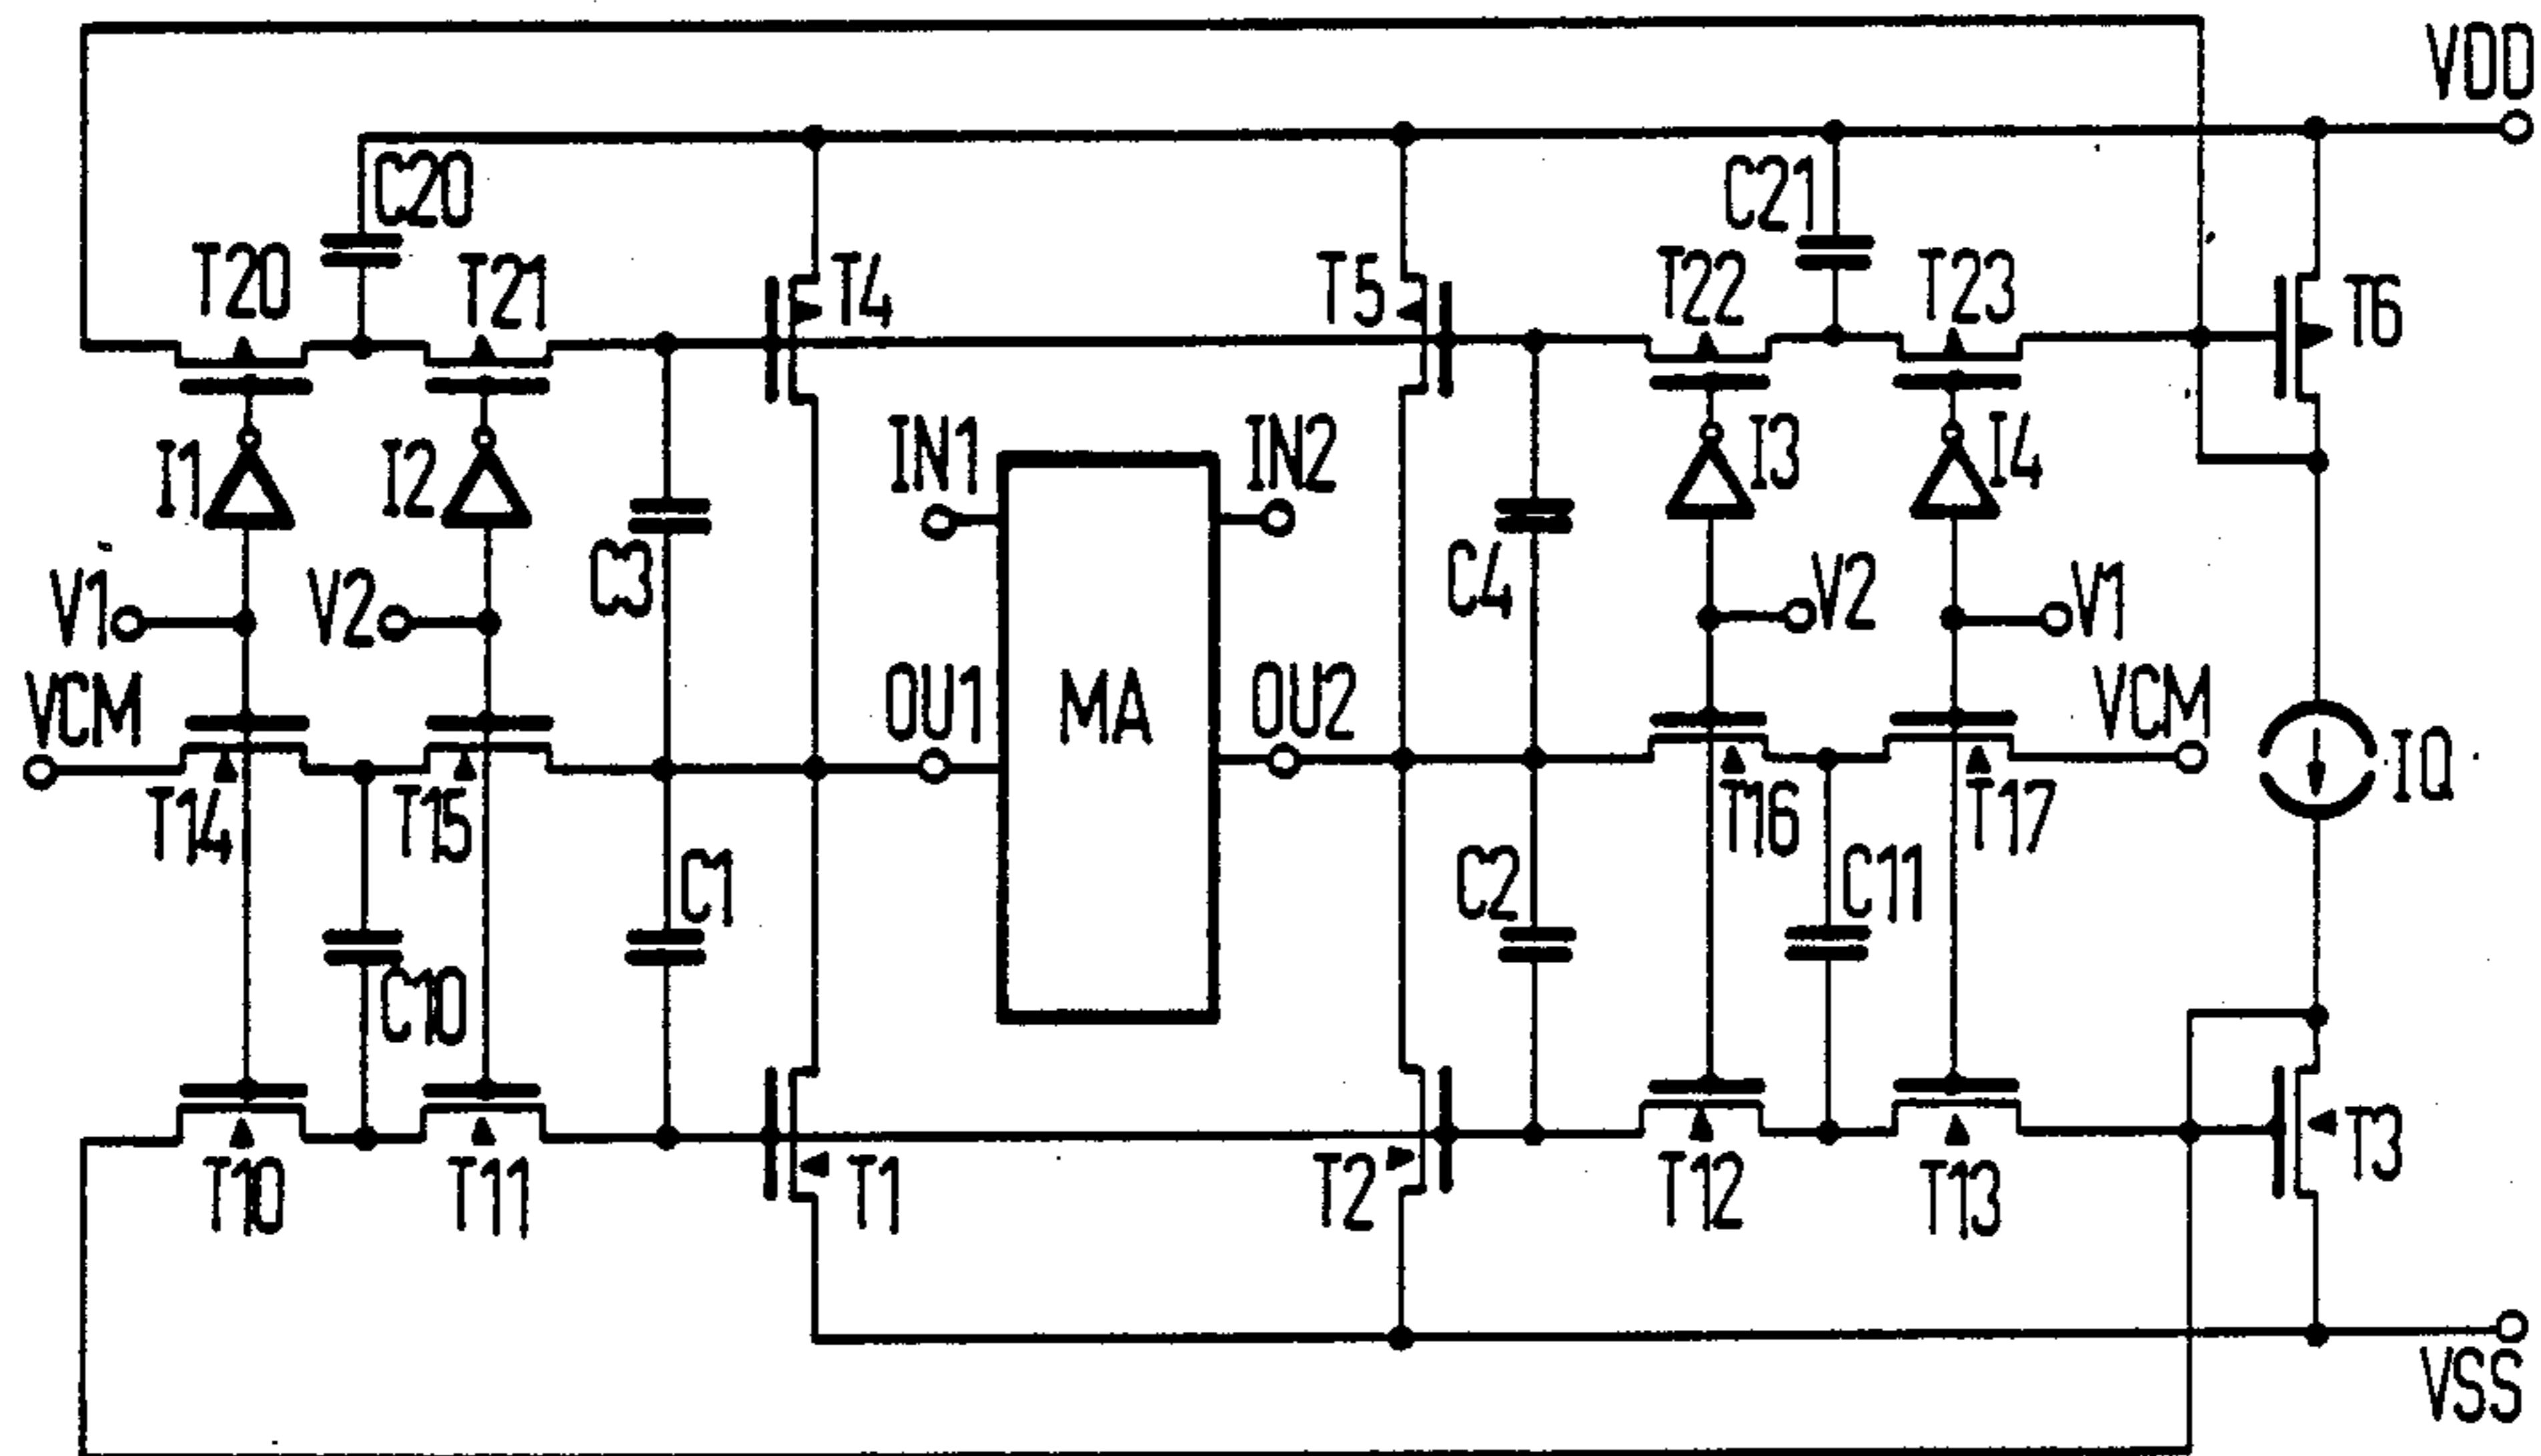 VDD
C20
C21
T20
T21
T4
T5
T22
T23
T6
IN1
IN2
I1
I2
I3
I4
C3
C4
V1
V2
V2
V1
VCM
OU1
MA
OU2
VCM
IQ
T14
T15
T16
T17
C1
C2
C11
C10
T10
T11
T1
T2
T12
T13
T3
VSS